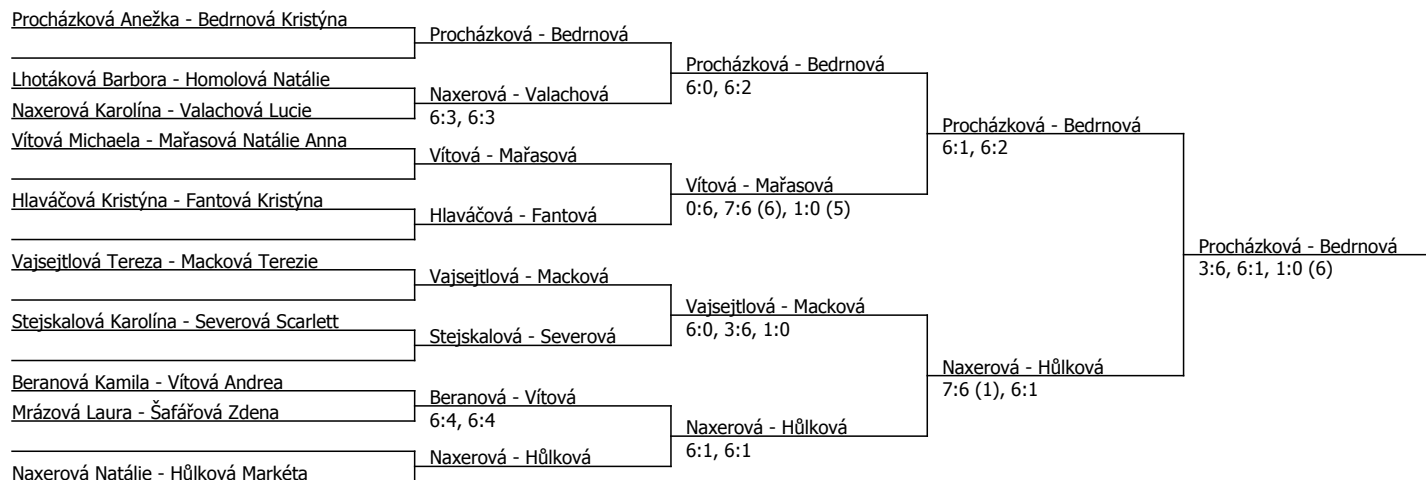 Procházková Anežka - Bedrnová Kristýna
Procházková - Bedrnová
Procházková - Bedrnová
6:0, 6:2
Lhotáková Barbora - Homolová Natálie
Naxerová - Valachová
6:3, 6:3
Naxerová Karolína - Valachová Lucie
Procházková - Bedrnová
6:1, 6:2
Vítová Michaela - Mařasová Natálie Anna
Vítová - Mařasová
Vítová - Mařasová
0:6, 7:6 (6), 1:0 (5)
Hlaváčová Kristýna - Fantová Kristýna
Hlaváčová - Fantová
Procházková - Bedrnová
3:6, 6:1, 1:0 (6)
Vajsejtlová Tereza - Macková Terezie
Vajsejtlová - Macková
Vajsejtlová - Macková
6:0, 3:6, 1:0
Stejskalová Karolína - Severová Scarlett
Stejskalová - Severová
Naxerová - Hůlková
7:6 (1), 6:1
Beranová Kamila - Vítová Andrea
Beranová - Vítová
6:4, 6:4
Mrázová Laura - Šafářová Zdena
Naxerová - Hůlková
6:1, 6:1
Naxerová - Hůlková
Naxerová Natálie - Hůlková Markéta